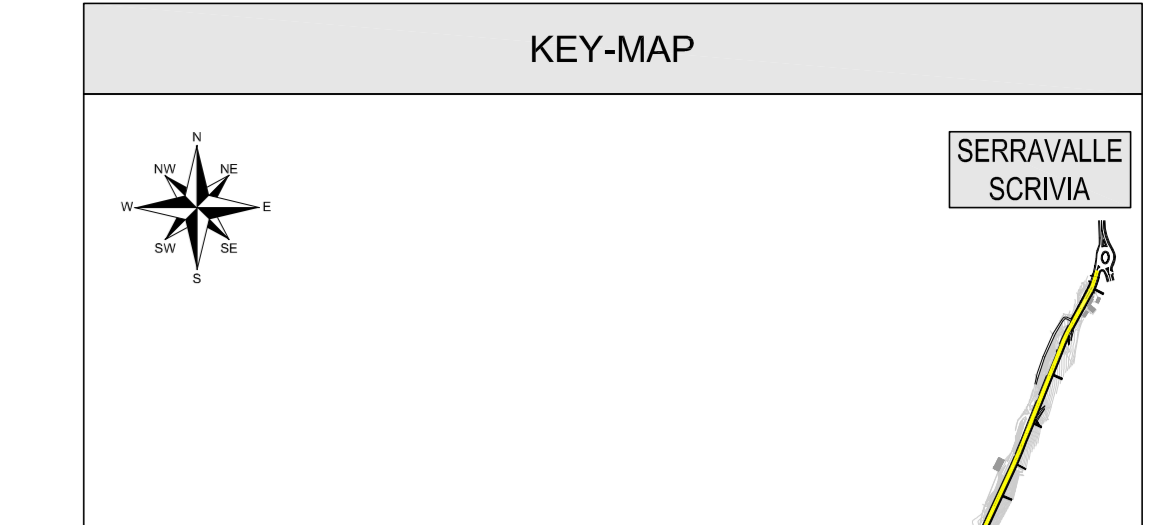 KEY-MAP
N
NW NE
W E
SW SE
S
SERRAVALLE
SCRIVIA